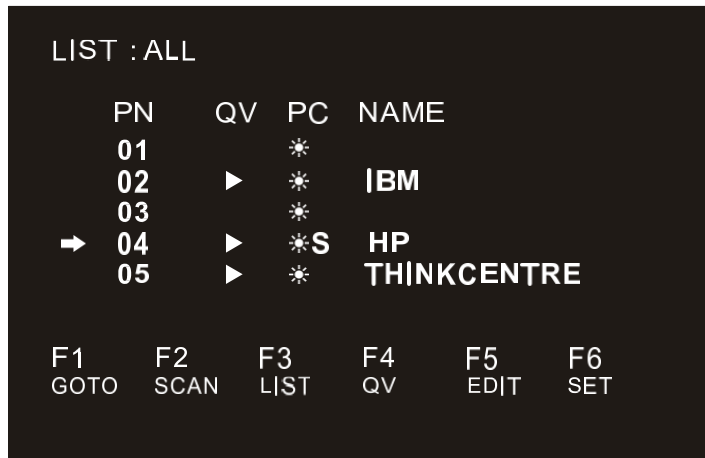 LIST : ALL
PN QV PC NAME
01 ☀
02 ▶ ☀ IBM
03 ☀
➡ 04 ▶ ☀S HP
05 ▶ ☀ THINKCENTRE
F1 F2 F3 F4 F5 F6
GOTO SCAN LIST QV EDIT SET